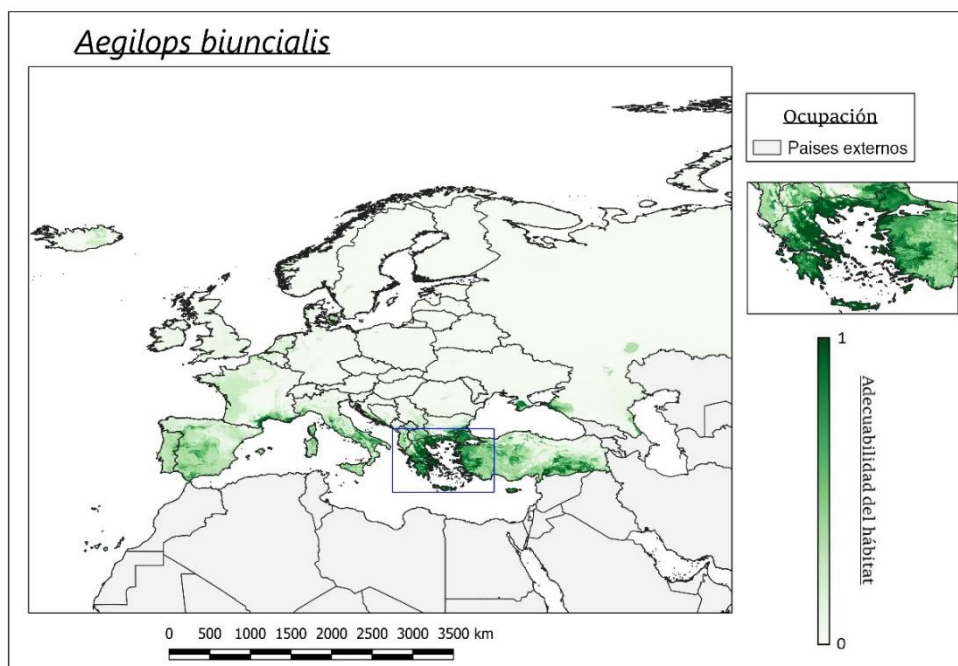 Aegilops biuncialis
Ocupación
Paises externos
1
Adecuabilidad del hábitat
0
0 500 1000 1500 2000 2500 3000 3500 km